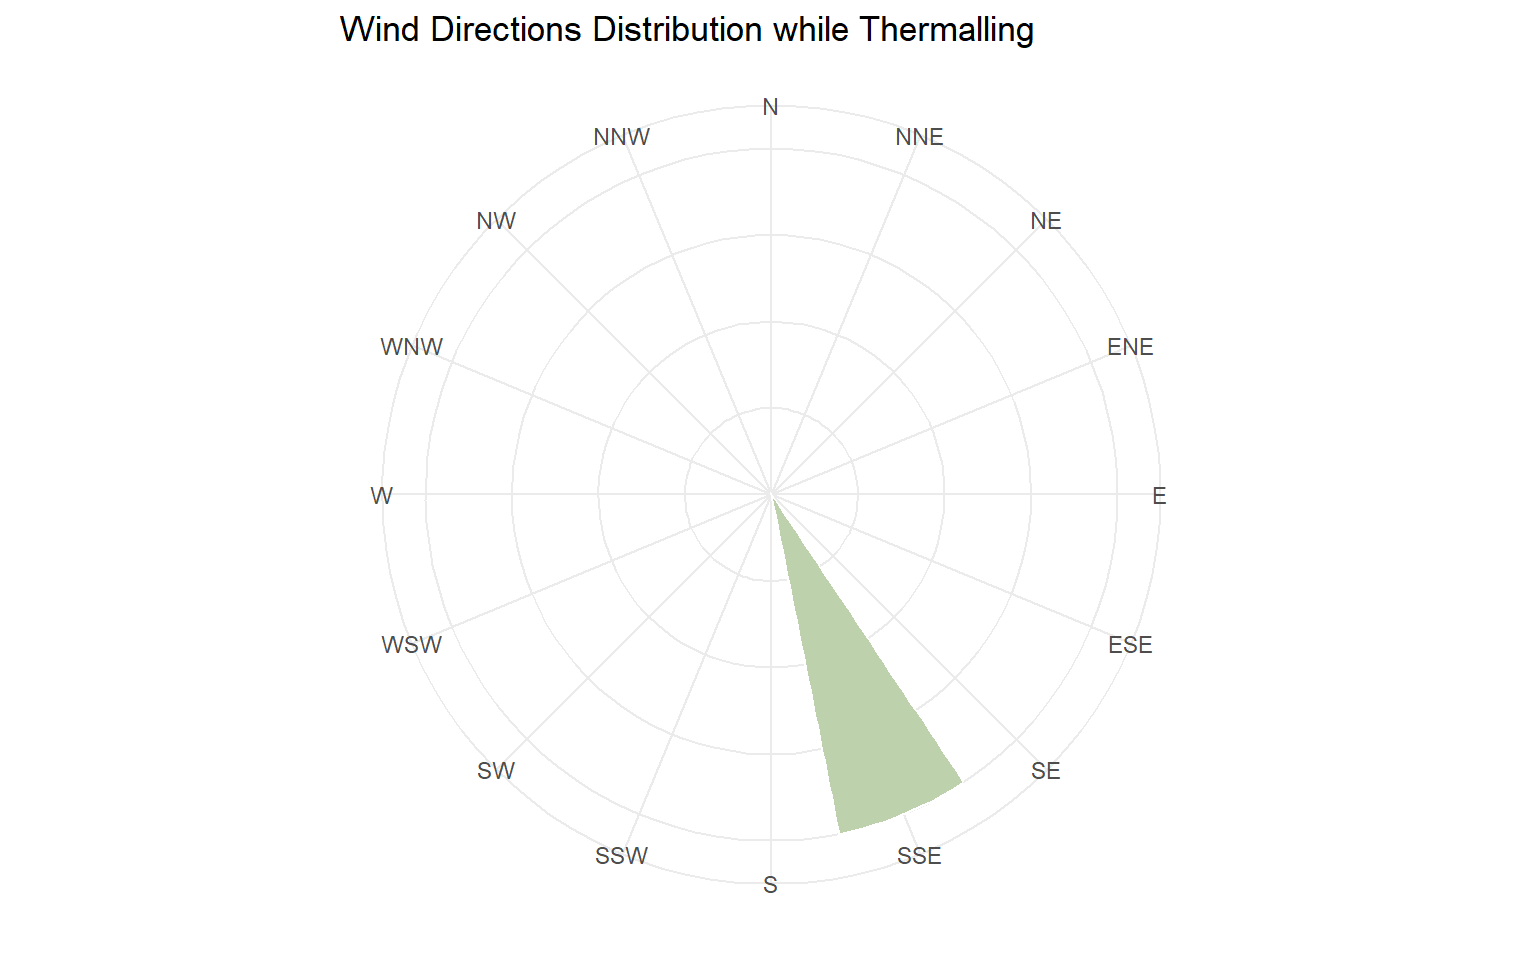 Wind Directions Distribution while Thermalling
N
NNW
NNE
NW
NE
WNW
ENE
W
E
WSW
ESE
SW
SE
SSW
SSE
S